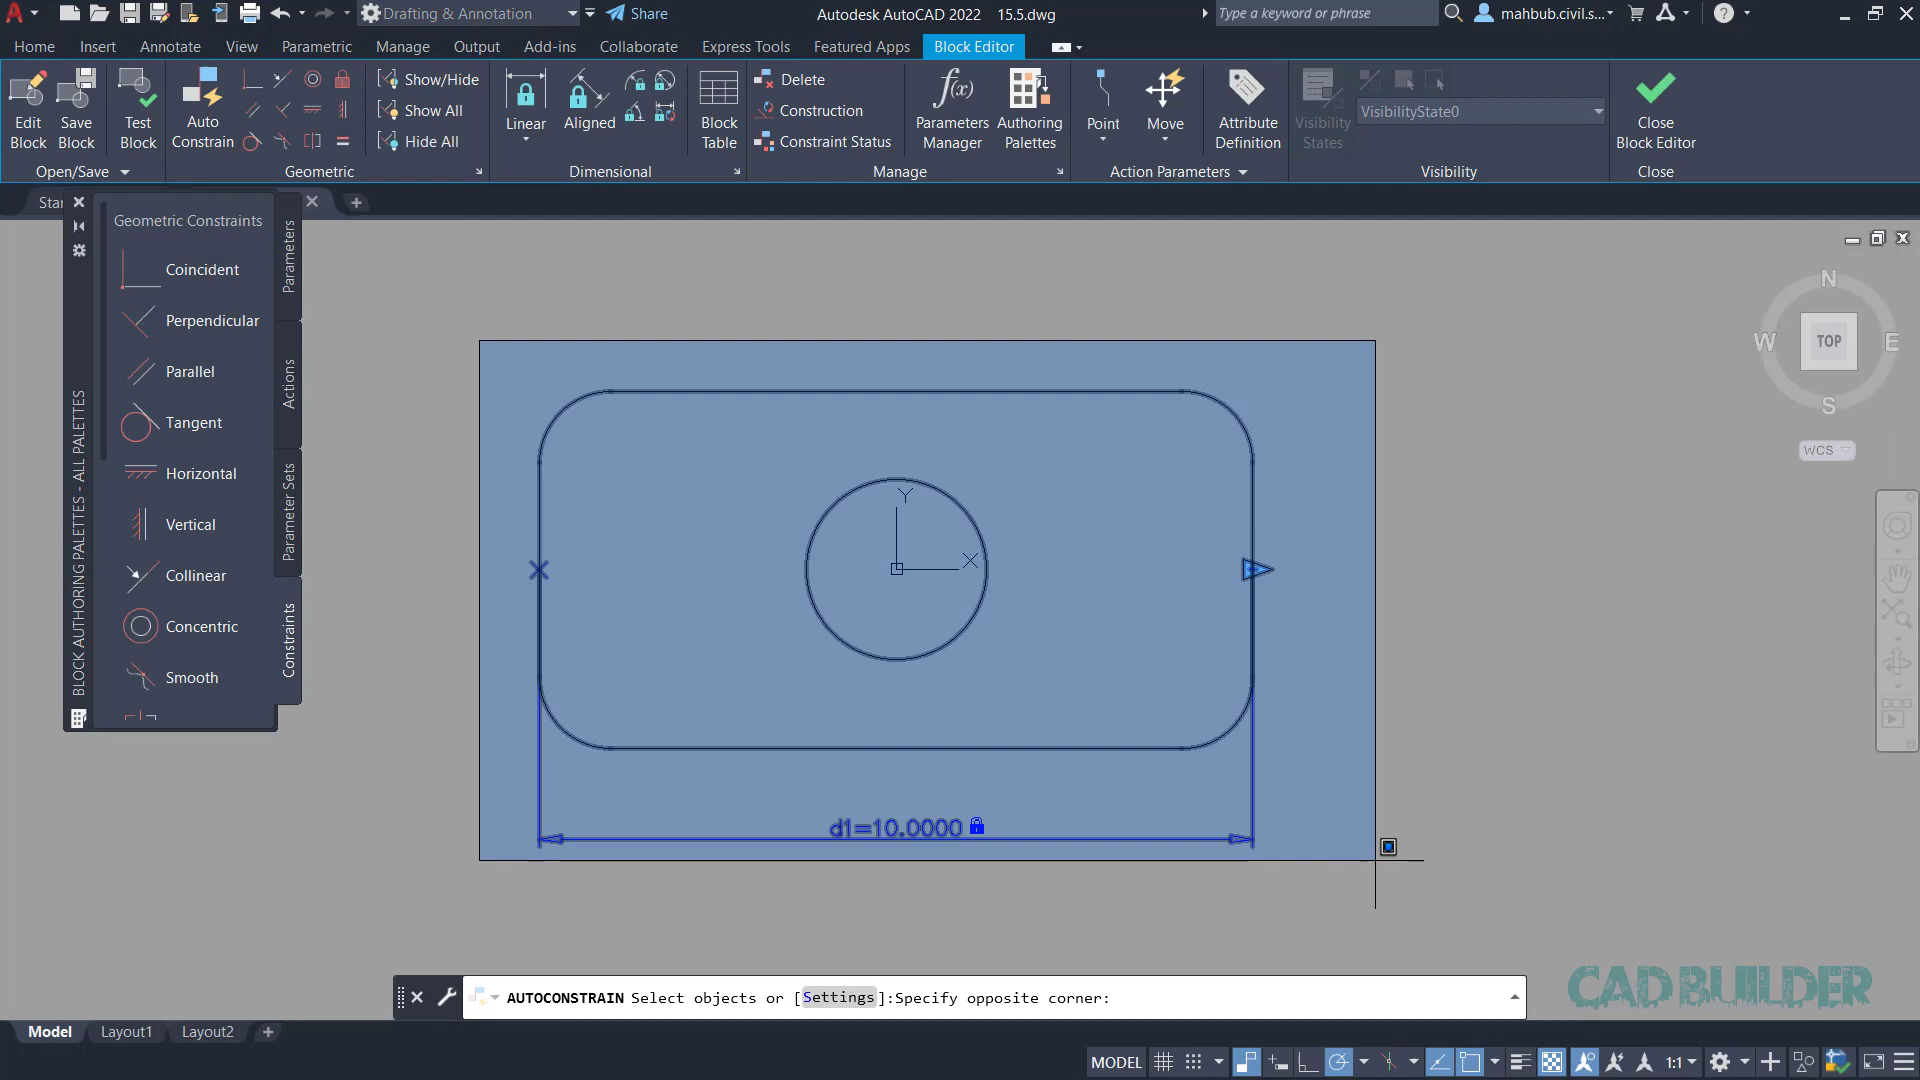 Drafting & Annotation
Share
Autodesk AutoCAD 2022 15.5.dwg
Type a keyword or phrase
mahbub.civil.s...
Home Insert Annotate View Parametric Manage Output Add-ins Collaborate Express Tools Featured Apps Block Editor
Edit Block
Save Block
Test Block
Open/Save
Auto Constrain
Show/Hide
Show All
Hide All
Geometric
Linear
Aligned
Dimensional
Block Table
Delete
Construction
Constraint Status
Parameters Manager
Authoring Palettes
Manage
Point
Move
Action Parameters
Attribute Definition
Visibility States
VisibilityState0
Visibility
Close Block Editor
Close
Star
Geometric Constraints
Coincident
Perpendicular
Parallel
Tangent
Horizontal
Vertical
Collinear
Concentric
Smooth
Parameters
Actions
Parameter Sets
Constraints
BLOCK AUTHORING PALETTES - ALL PALETTES
Y
X
d1=10.0000
N
W
TOP
E
S
WCS
AUTOCONSTRAIN Select objects or [Settings]:Specify opposite corner:
CAD BUILDER
Model Layout1 Layout2
MODEL
1:1